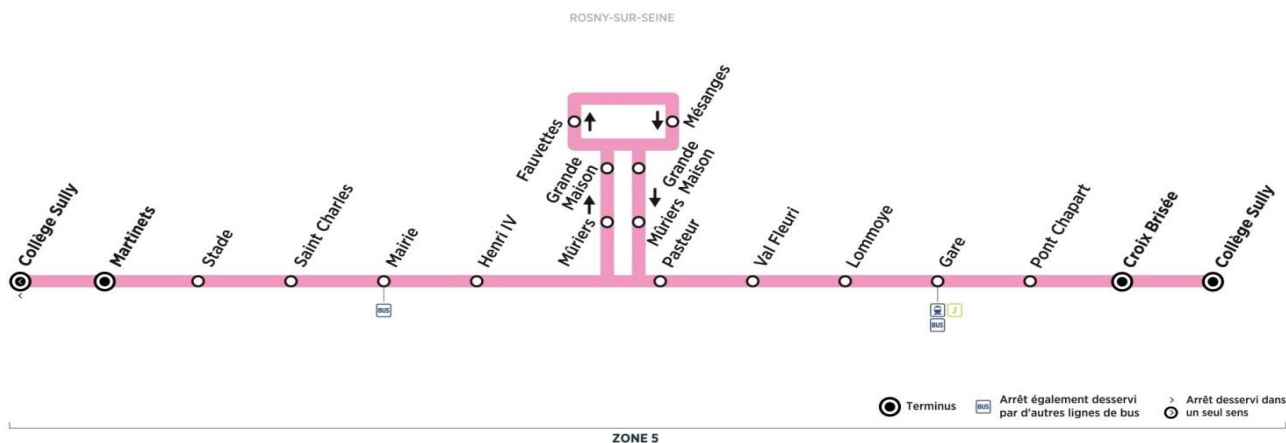 ROSNY-SUR-SEINE
Collège Sully
Martinets
Stade
Saint Charles
Mairie
BUS
Henri IV
Mûriers
Grande
Maison
Fauvettes
Mésanges
Grande
Maison
Mûriers
Pasteur
Val Fleuri
Lommoye
Gare
J
BUS
Pont Chapart
Croix Brisée
Collège Sully
Terminus
BUS
Arrêt également desservi
par d'autres lignes de bus
Arrêt desservi dans
un seul sens
ZONE 5